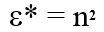 ε* = n²